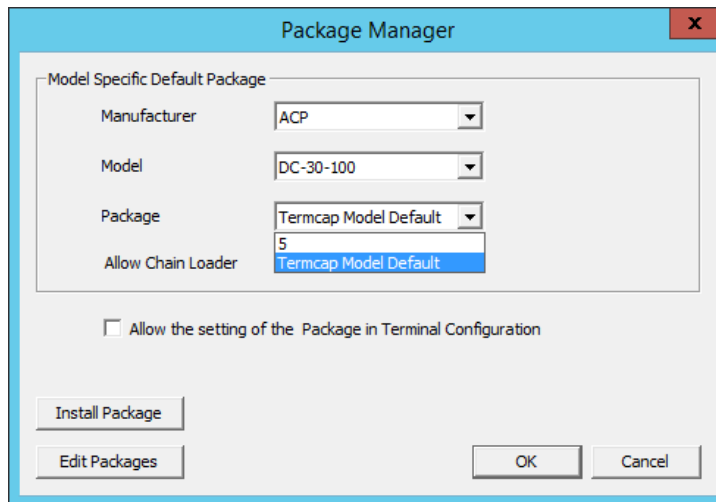 Package Manager
x
Model Specific Default Package
Manufacturer ACP
Model DC-30-100
Package Termcap Model Default
5
Allow Chain Loader Termcap Model Default
Allow the setting of the Package in Terminal Configuration
Install Package
Edit Packages OK Cancel